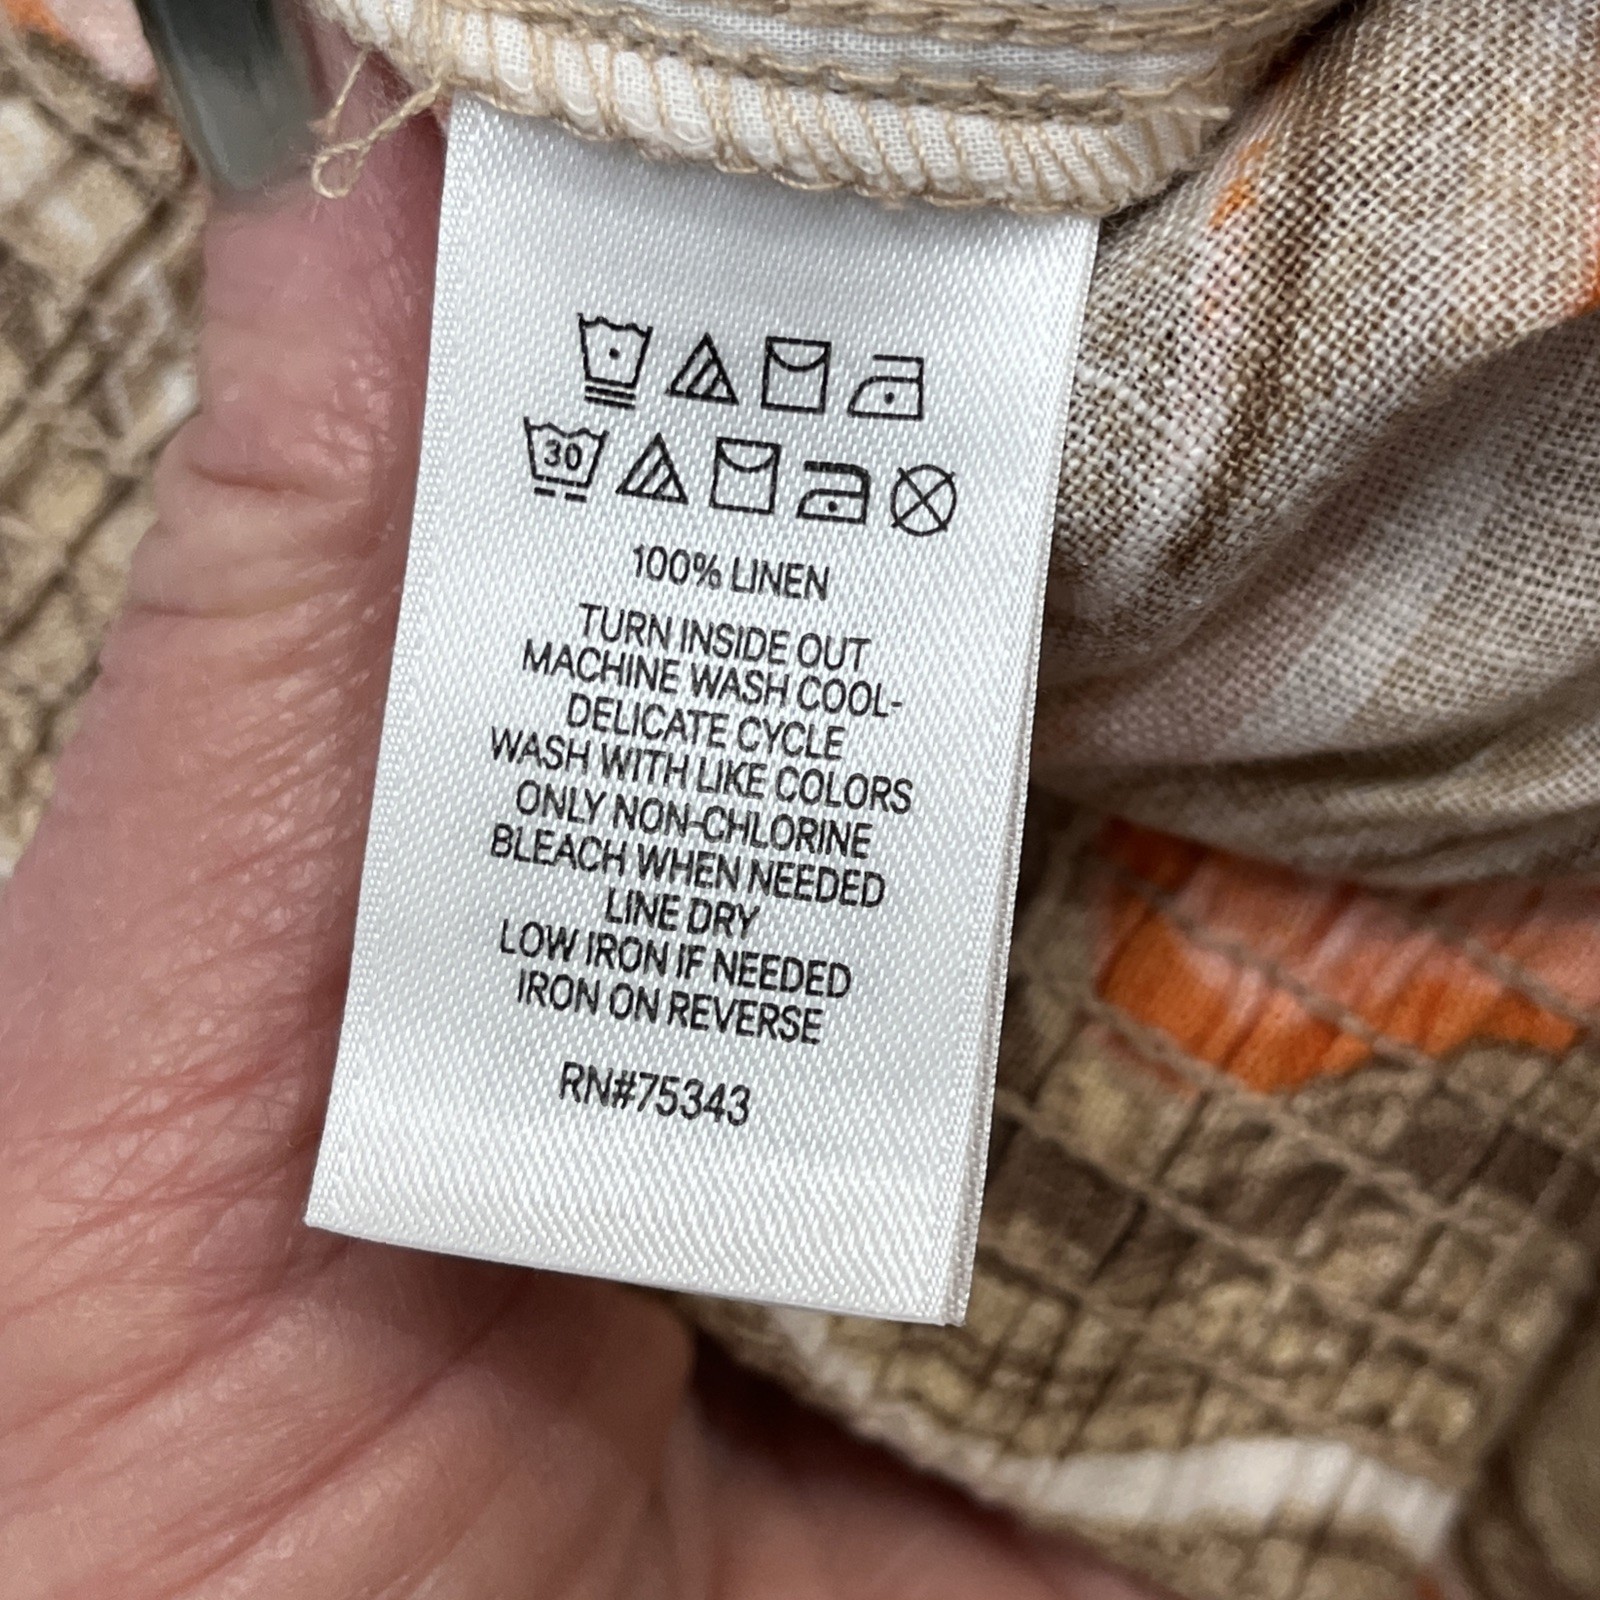 30
100% LINEN
TURN INSIDE OUT
MACHINE WASH COOL-
DELICATE CYCLE
WASH WITH LIKE COLORS
ONLY NON-CHLORINE
BLEACH WHEN NEEDED
LINE DRY
LOW IRON IF NEEDED
IRON ON REVERSE
RN#75343